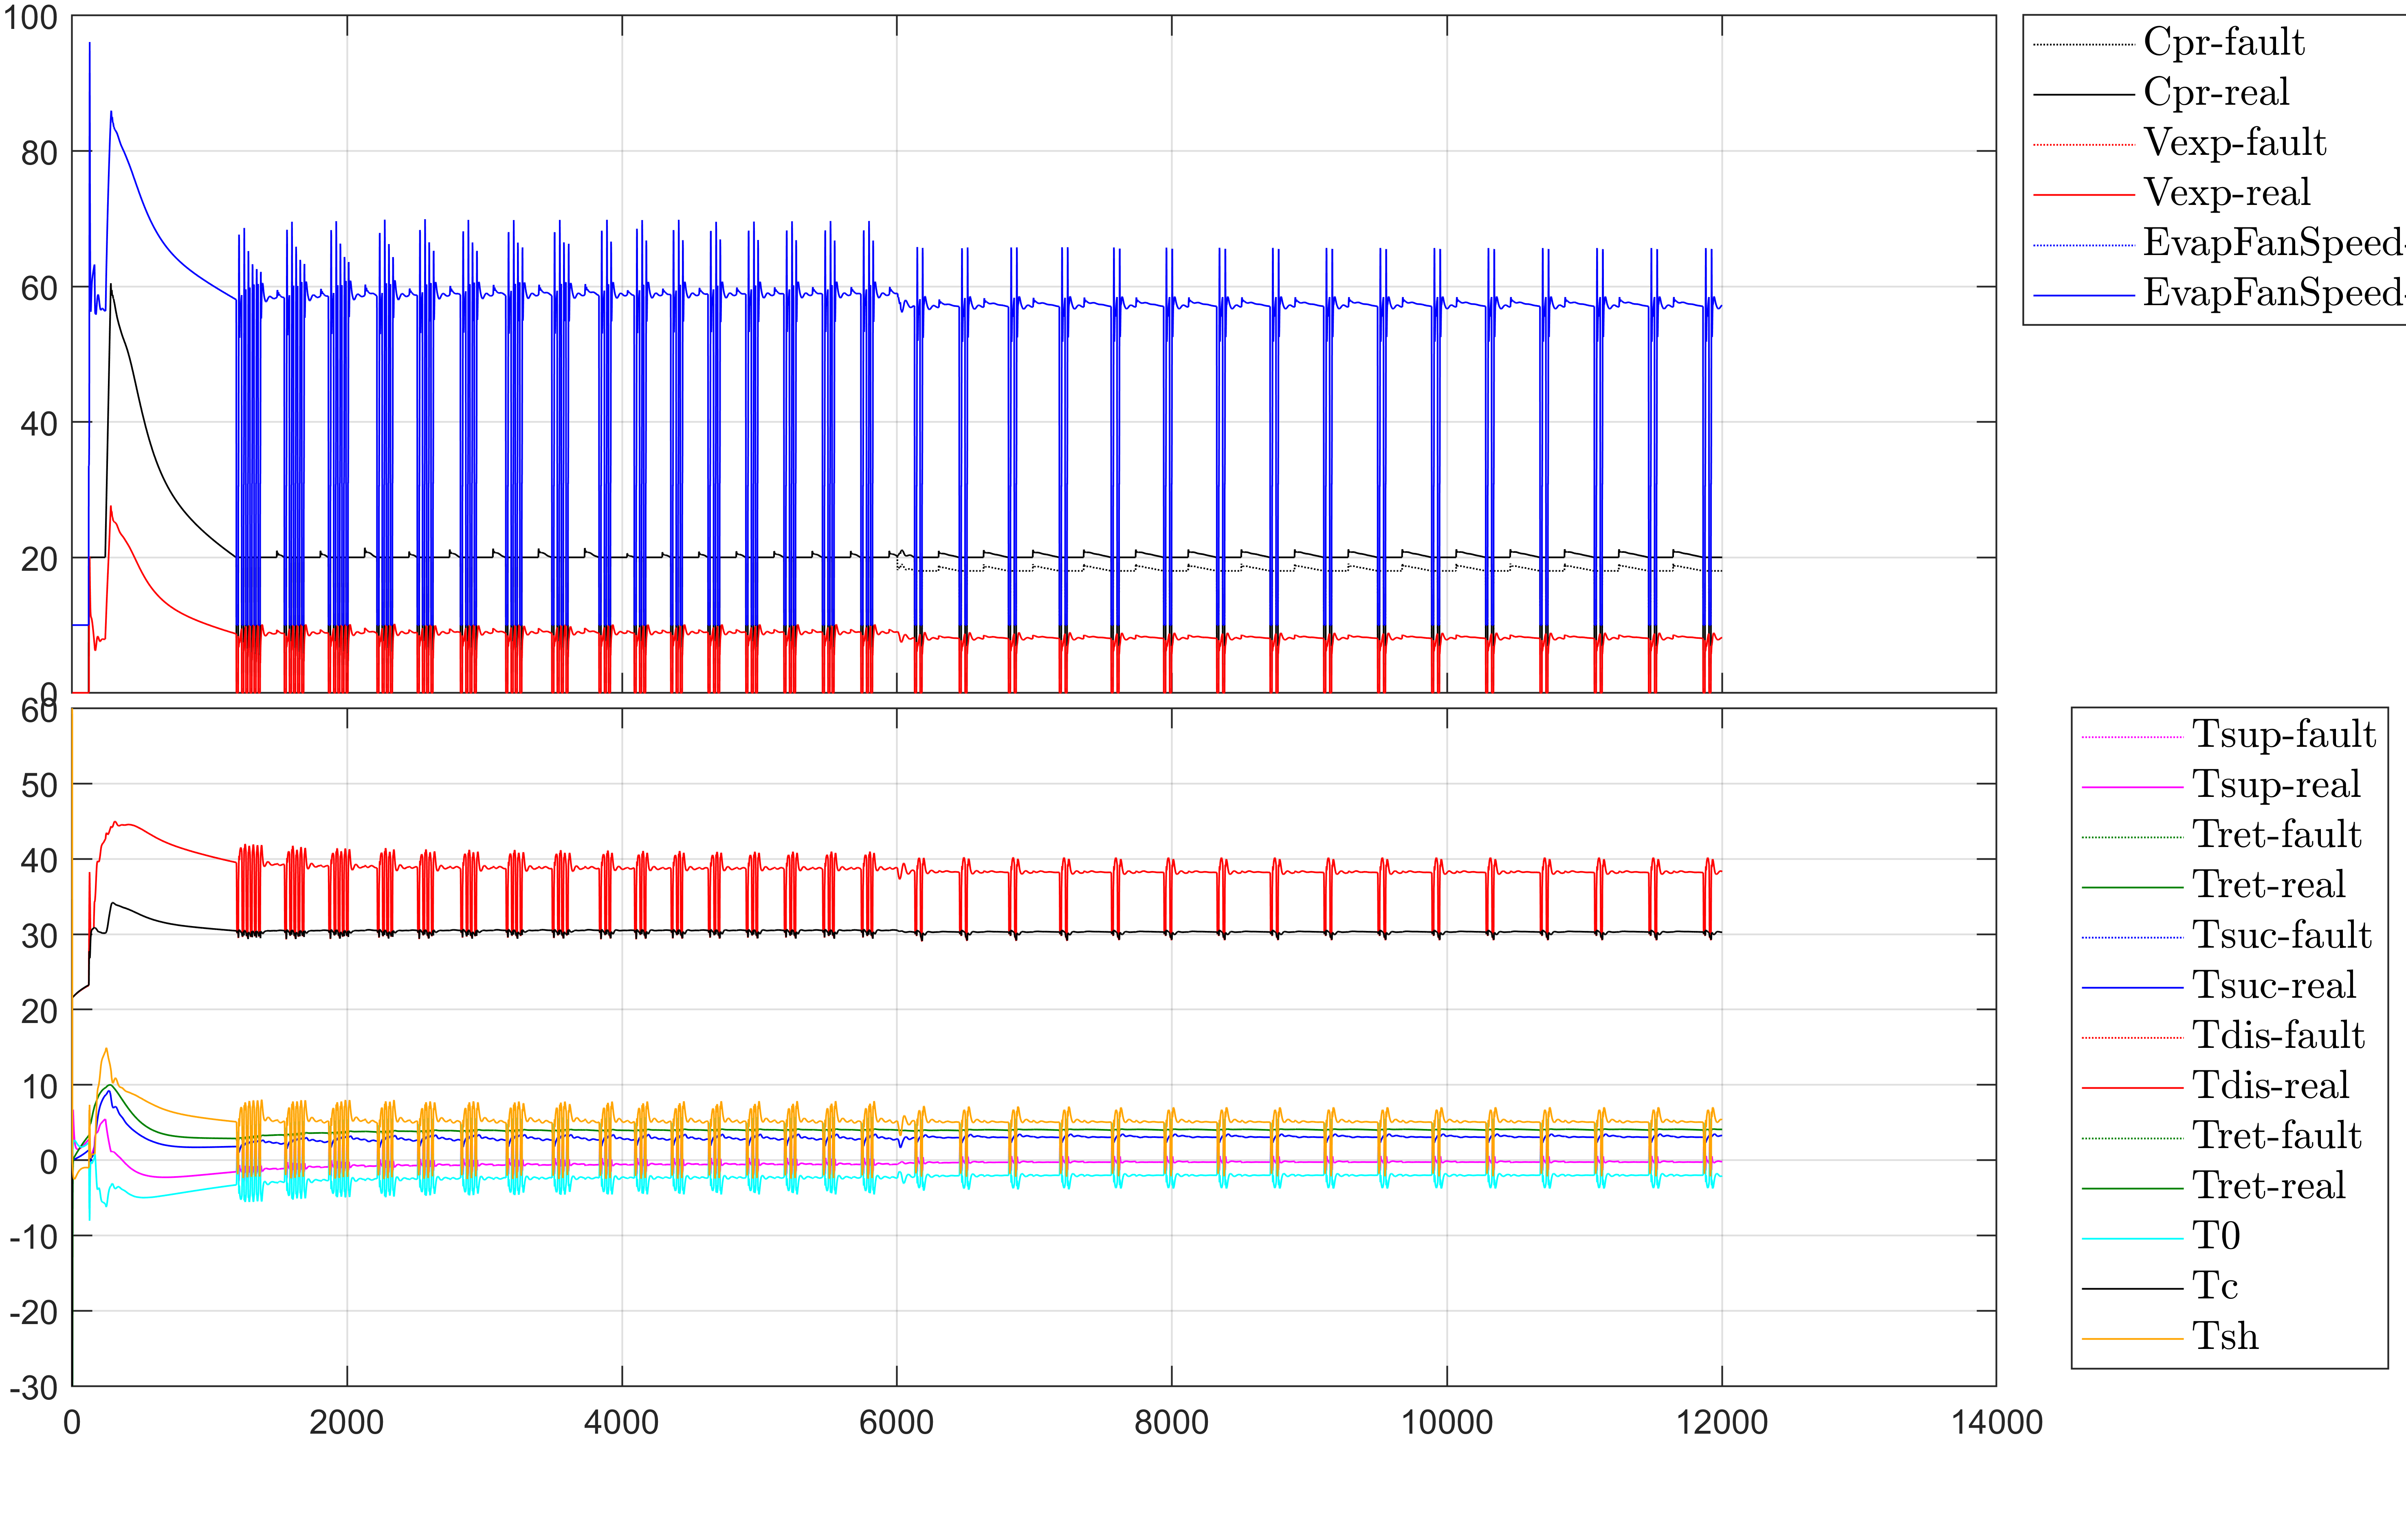 100
80
60
40
20
0
Cpr-fault
Cpr-real
Vexp-fault
Vexp-real
EvapFanSpeed-
EvapFanSpeed-
60
50
40
30
20
10
0
-10
-20
-30
0 2000 4000 6000 8000 10000 12000 14000
Tsup-fault
Tsup-real
Tret-fault
Tret-real
Tsuc-fault
Tsuc-real
Tdis-fault
Tdis-real
Tret-fault
Tret-real
T0
Tc
Tsh